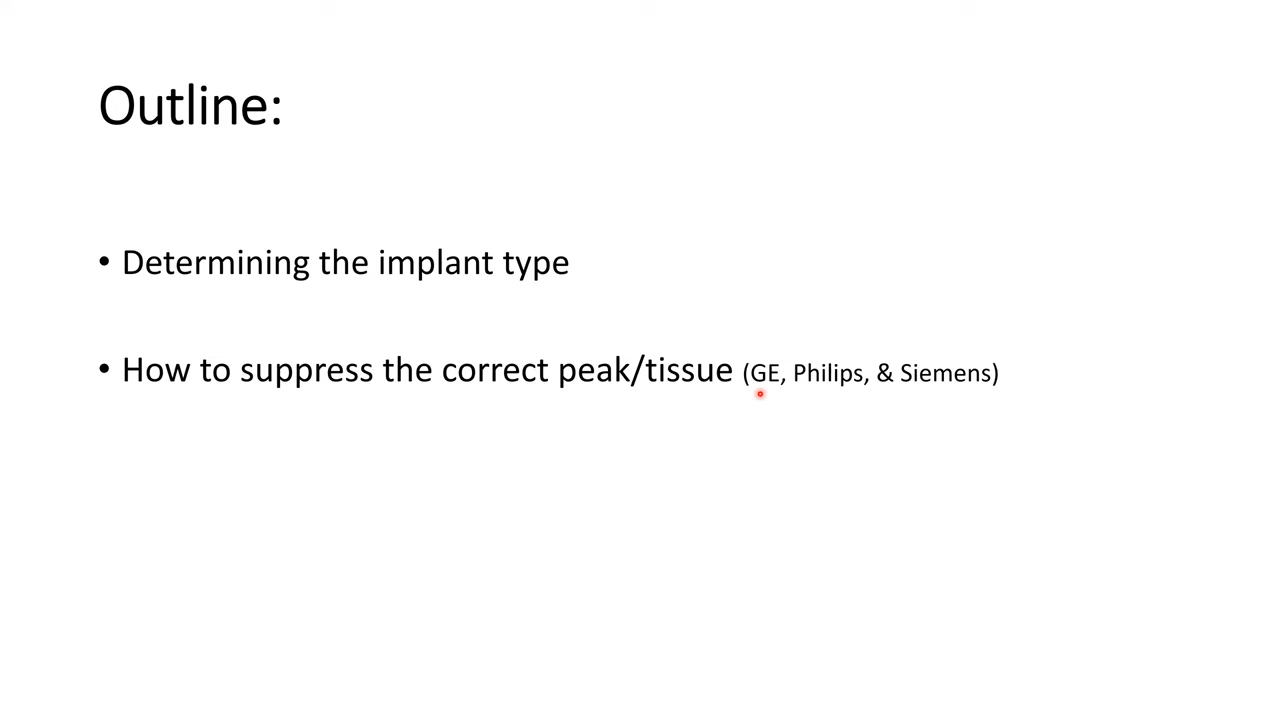 Outline:
• Determining the implant type
• How to suppress the correct peak/tissue (GE, Philips, & Siemens)